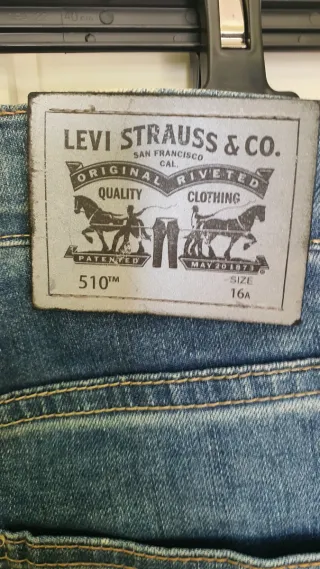 LEVI STRAUSS & CO.
SAN FRANCISCO
CAL.
ORIGINAL RIVETED
QUALITY CLOTHING
PATENTED MAY 20 1873
510™ SIZE
16A